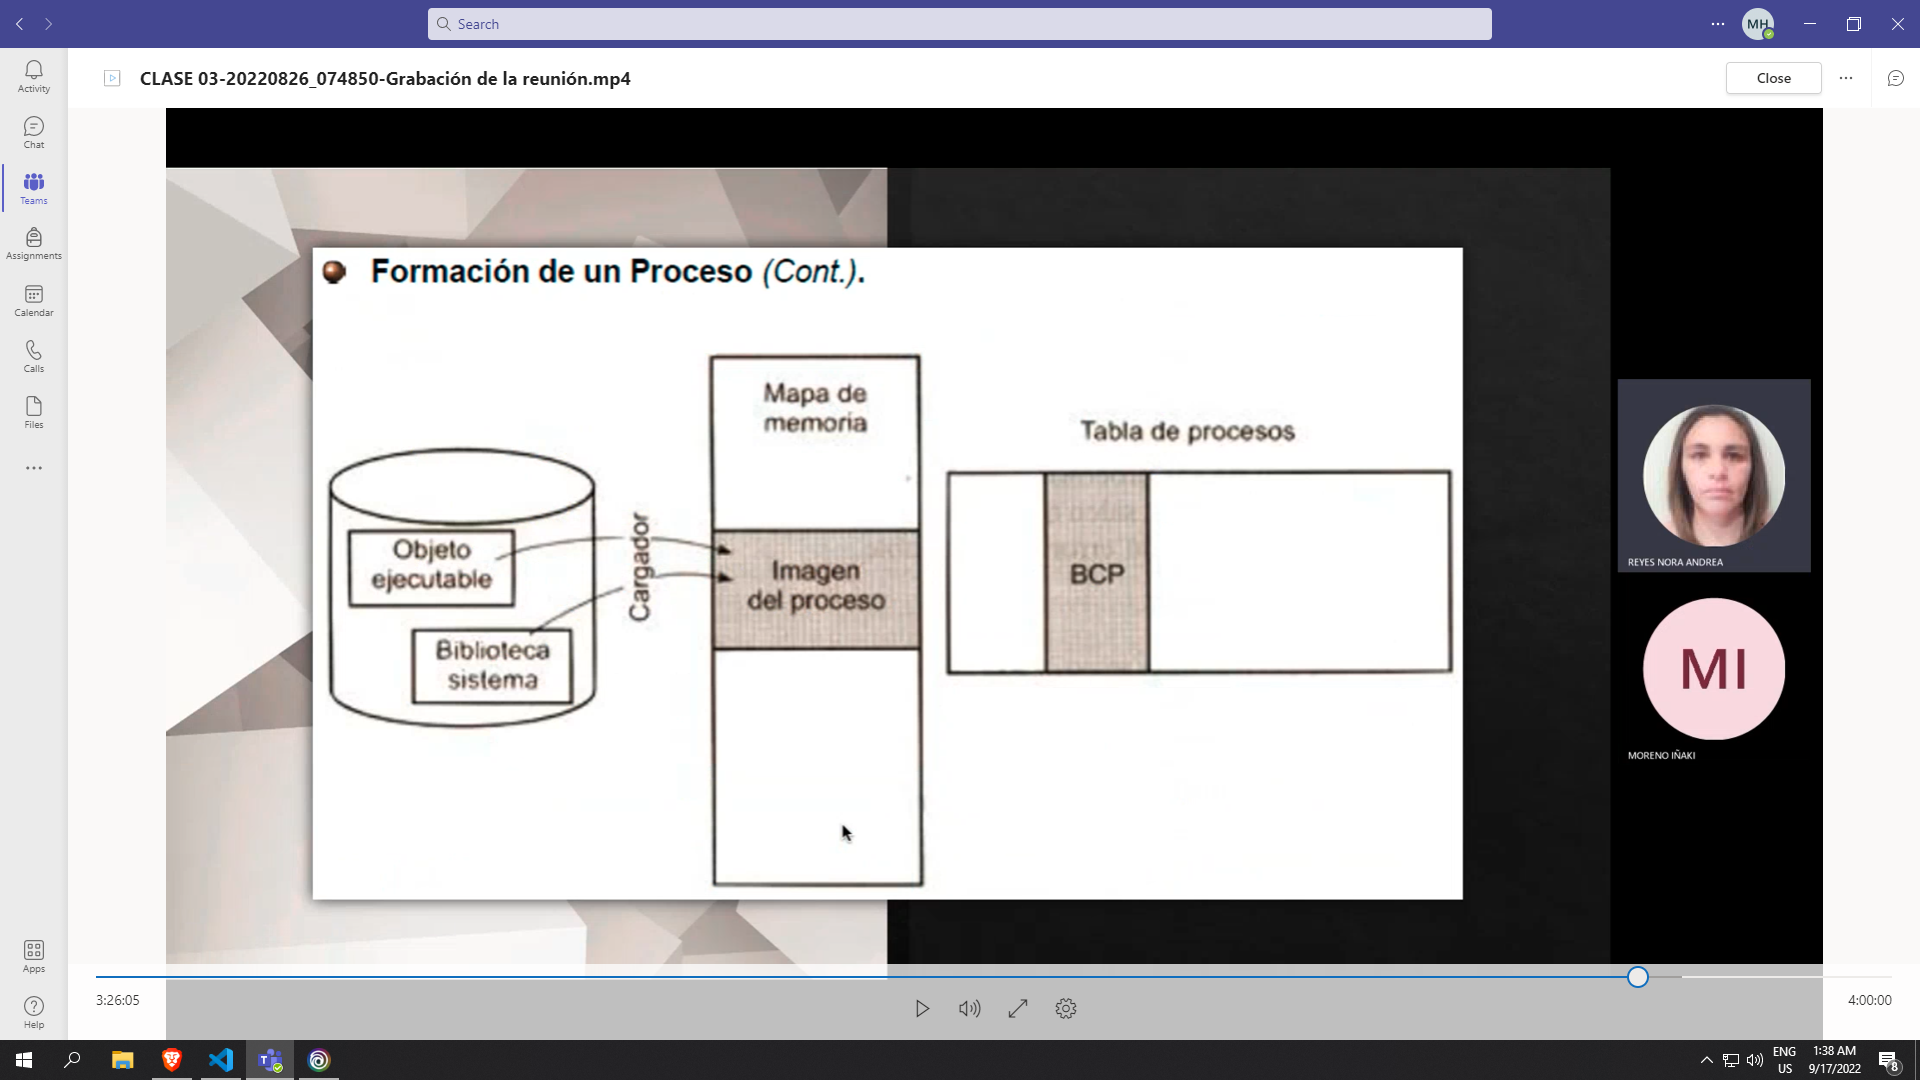 Search
MH
Activity
Chat
Teams
Assignments
Calendar
Calls
Files
Apps
Help
CLASE 03-20220826_074850-Grabación de la reunión.mp4
Close
Formación de un Proceso (Cont.).
Mapa de
memoria
Tabla de procesos
Objeto
ejecutable
Cargador
Imagen
del proceso
BCP
Biblioteca
sistema
REYES NORA ANDREA
MI
MORENO IÑAKI
3:26:05
4:00:00
ENG
US
1:38 AM
9/17/2022
8